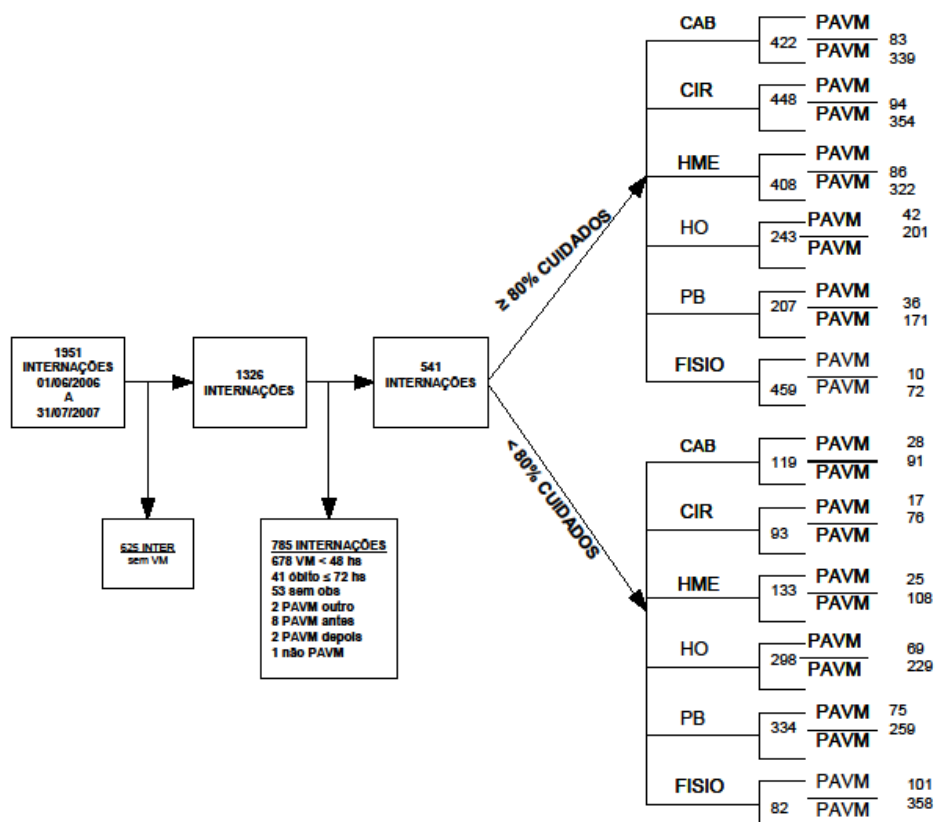 1951
INTERNAÇÕES
01/06/2006
A
31/07/2007
1326
INTERNAÇÕES
541
INTERNAÇÕES
625 INTER
sem VM
785 INTERNAÇÕES
678 VM < 48 hs
41 óbito ≤ 72 hs
53 sem obs
2 PAVM outro
8 PAVM antes
2 PAVM depois
1 não PAVM
≥ 80% CUIDADOS
CAB
422
PAVM 83
PAVM 339
CIR
448
PAVM 94
PAVM 354
HME
408
PAVM 86
PAVM 322
HO
243
PAVM 42
PAVM 201
PB
207
PAVM 36
PAVM 171
FISIO
459
PAVM 10
PAVM 72
< 80% CUIDADOS
CAB
119
PAVM 28
PAVM 91
CIR
93
PAVM 17
PAVM 76
HME
133
PAVM 25
PAVM 108
HO
298
PAVM 69
PAVM 229
PB
334
PAVM 75
PAVM 259
FISIO
82
PAVM 101
PAVM 358